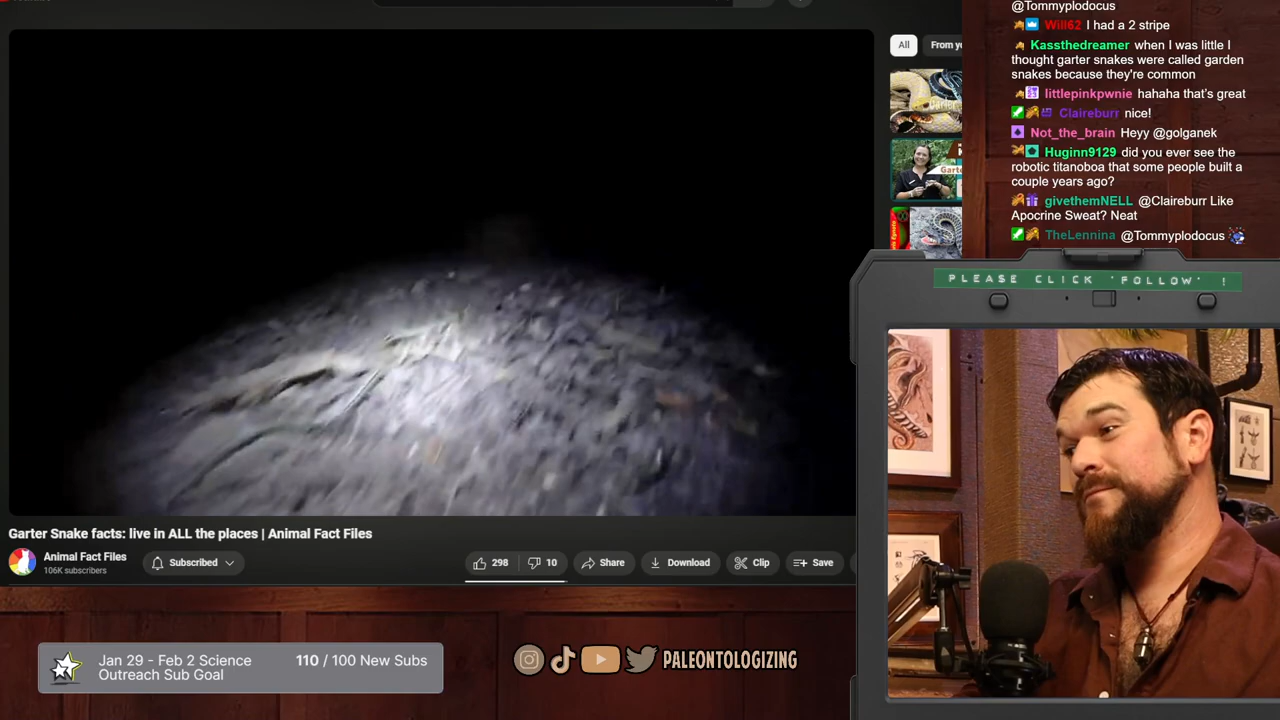 All
From
@Tommyplodocus
Will62 I had a 2 stripe
Kassthedreamer when I was little I
thought garter snakes were called garden
snakes because they're common
littlepinkpwnie hahaha that's great
Claireburr nice!
Not_the_brain Heyy @golganek
Huginn9129 did you ever see the
robotic titanoboa that some people built a
couple years ago?
givethemNELL @Claireburr Like
Apocrine Sweat? Neat
TheLennina @Tommyplodocus
PLEASE CLICK "FOLLOW" !
Garter Snake facts: live in ALL the places | Animal Fact Files
Animal Fact Files
106K subscribers
Subscribed
298
10
Share
Download
Clip
Save
Jan 29 - Feb 2 Science
Outreach Sub Goal
110 / 100 New Subs
PALEONTOLOGIZING